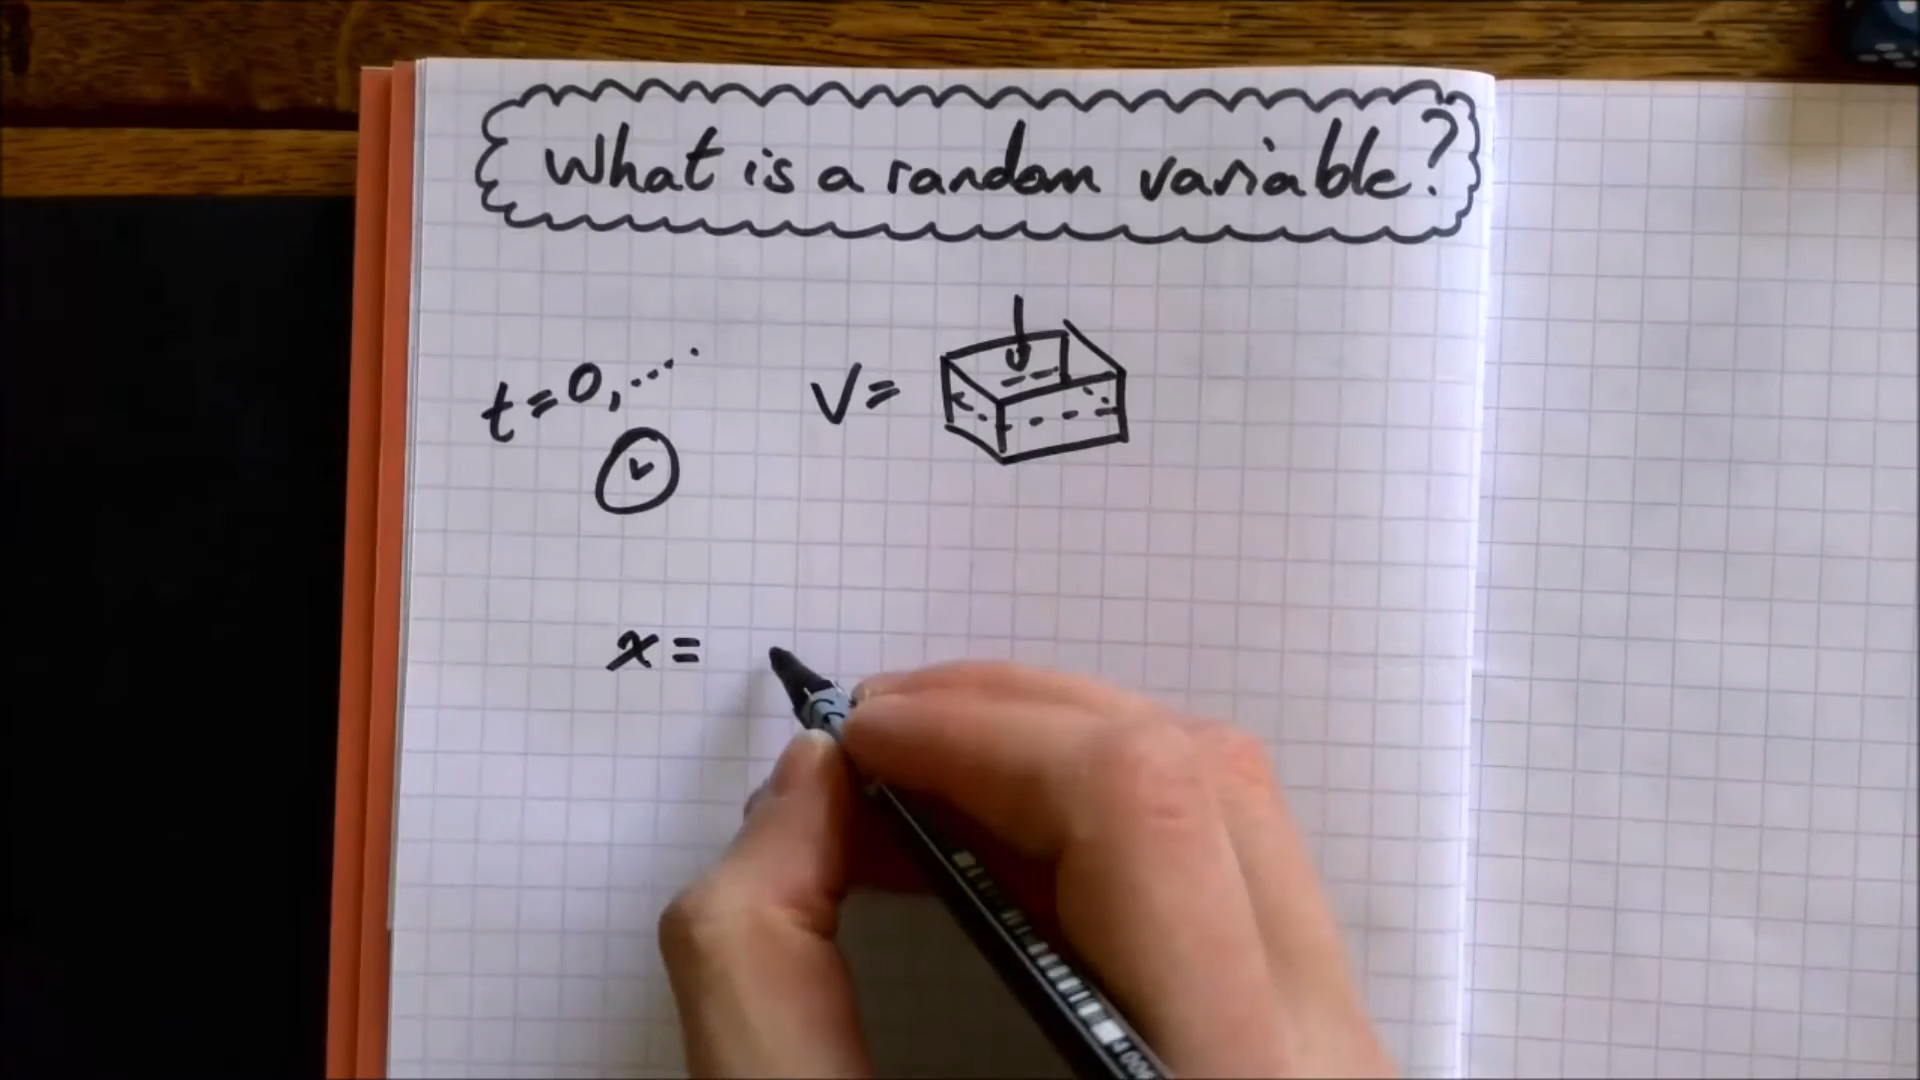 What is a random variable?
t=0,.....
V=
x=